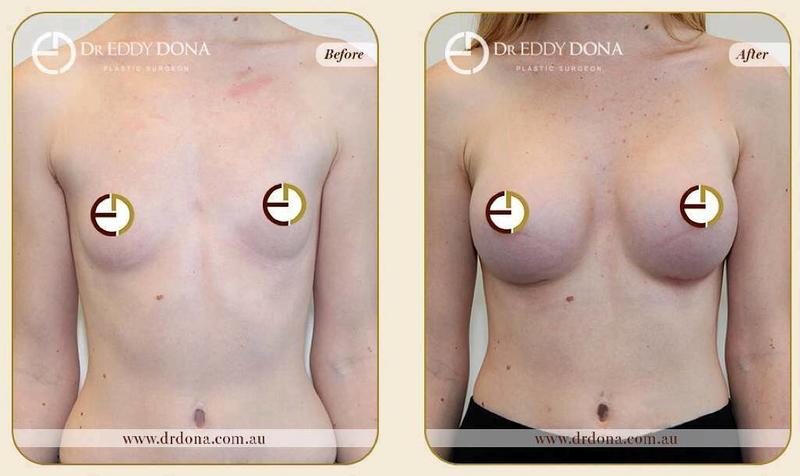 DR EDDY DONA
PLASTIC SURGEON
Before
www.drdona.com.au
DR EDDY DONA
PLASTIC SURGEON
After
www.drdona.com.au